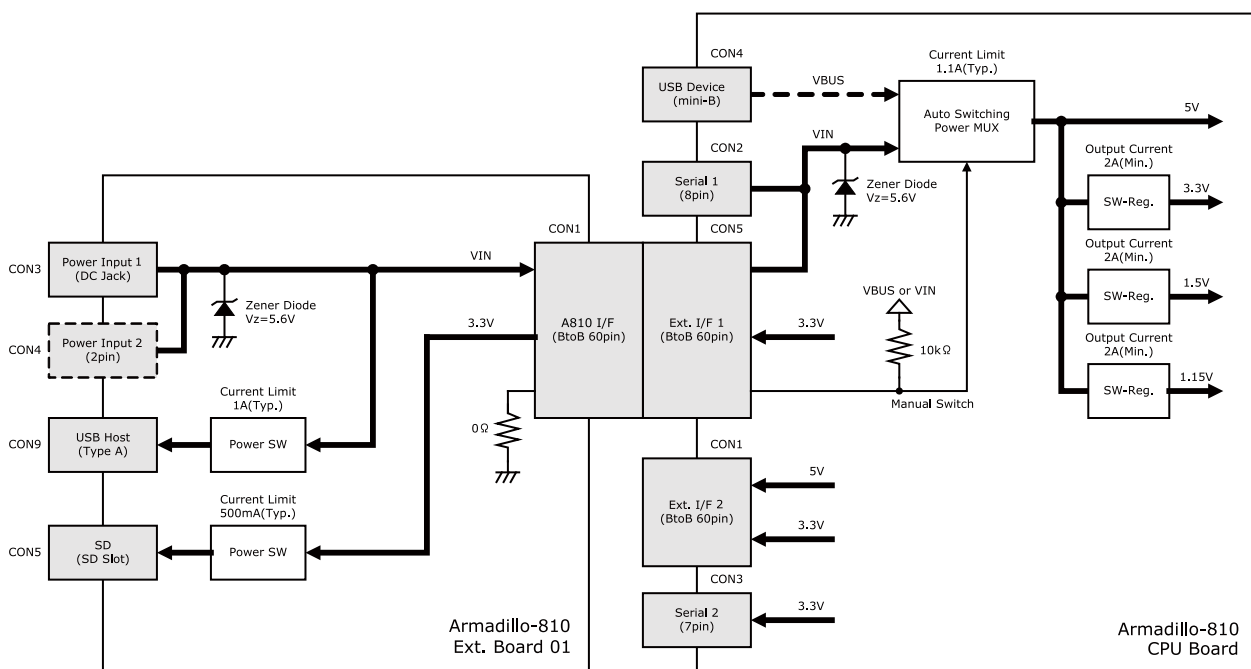 CON4
USB Device
(mini-B)
VBUS
Current Limit
1.1A(Typ.)
Auto Switching
Power MUX
5V
CON2
Serial 1
(8pin)
VIN
Zener Diode
Vz=5.6V
Output Current
2A(Min.)
SW-Reg.
3.3V
Output Current
2A(Min.)
SW-Reg.
1.5V
Output Current
2A(Min.)
SW-Reg.
1.15V
CON3
Power Input 1
(DC Jack)
CON4
Power Input 2
(2pin)
Zener Diode
Vz=5.6V
VIN
3.3V
CON1
A810 I/F
(BtoB 60pin)
CON5
Ext. I/F 1
(BtoB 60pin)
3.3V
VBUS or VIN
10kΩ
Manual Switch
0Ω
CON9
USB Host
(Type A)
Current Limit
1A(Typ.)
Power SW
CON5
SD
(SD Slot)
Current Limit
500mA(Typ.)
Power SW
CON1
Ext. I/F 2
(BtoB 60pin)
5V
3.3V
CON3
Serial 2
(7pin)
3.3V
Armadillo-810
Ext. Board 01
Armadillo-810
CPU Board